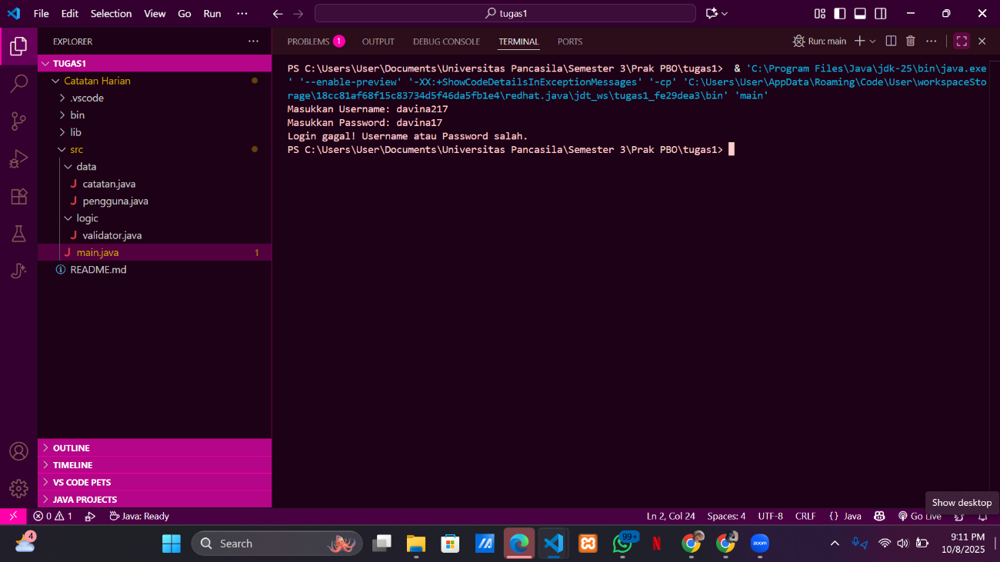 File Edit Selection View Go Run ··· tugas1
EXPLORER ···
TUGAS1
Catatan Harian
.vscode
bin
lib
src
data
J catatan.java
J pengguna.java
logic
J validator.java
J main.java 1
README.md
OUTLINE
TIMELINE
VS CODE PETS
JAVA PROJECTS
PROBLEMS 1 OUTPUT DEBUG CONSOLE TERMINAL PORTS Run: main ···
PS C:\Users\User\Documents\Universitas Pancasila\Semester 3\Prak PBO\tugas1>  & 'C:\Program Files\Java\jdk-25\bin\java.exe
' '--enable-preview' '-XX:+ShowCodeDetailsInExceptionMessages' '-cp' 'C:\Users\User\AppData\Roaming\Code\User\workspaceSto
rage\18cc81af68f15c83734d5f46da5fb1e4\redhat.java\jdt_ws\tugas1_fe29dea3\bin' 'main'
Masukkan Username: davina217
Masukkan Password: davina17
Login gagal! Username atau Password salah.
PS C:\Users\User\Documents\Universitas Pancasila\Semester 3\Prak PBO\tugas1>
Show desktop
0 1 Java: Ready Ln 2, Col 24 Spaces: 4 UTF-8 CRLF {} Java Go Live
4 Search 99+ N zoom
9:11 PM
10/8/2025